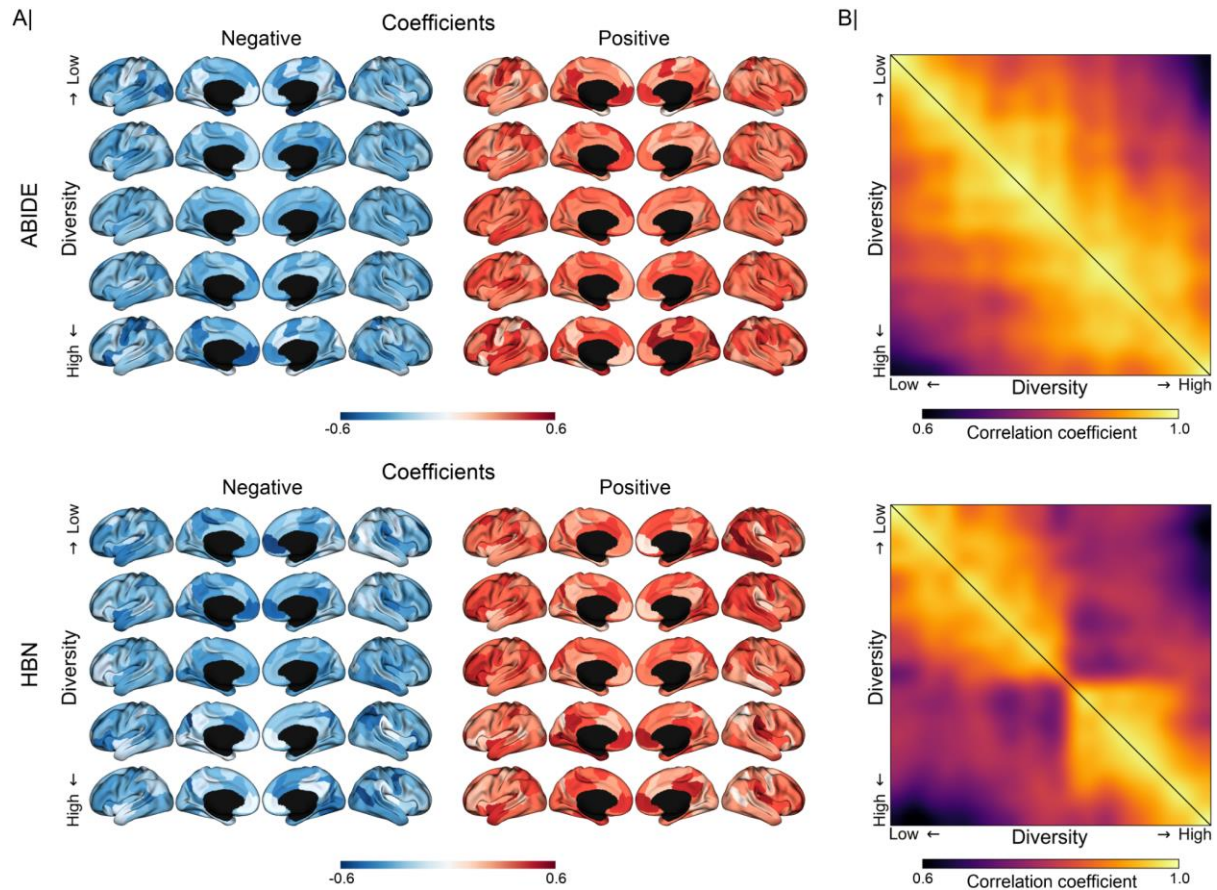 A|
Coefficients
Negative
Positive
B|
→ Low
Diversity
High ←
ABIDE
→ Low
Diversity
High ←
Low ←
Diversity
→ High
-0.6
0.6
0.6
Correlation coefficient
1.0
Coefficients
Negative
Positive
→ Low
Diversity
High ←
HBN
→ Low
Diversity
High ←
Low ←
Diversity
→ High
-0.6
0.6
0.6
Correlation coefficient
1.0